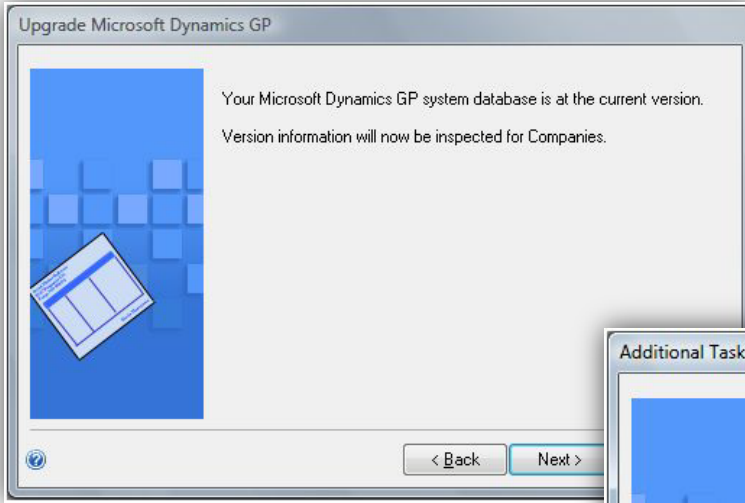 Upgrade Microsoft Dynamics GP
Your Microsoft Dynamics GP system database is at the current version.
Version information will now be inspected for Companies.
< Back
Next >
Additional Task